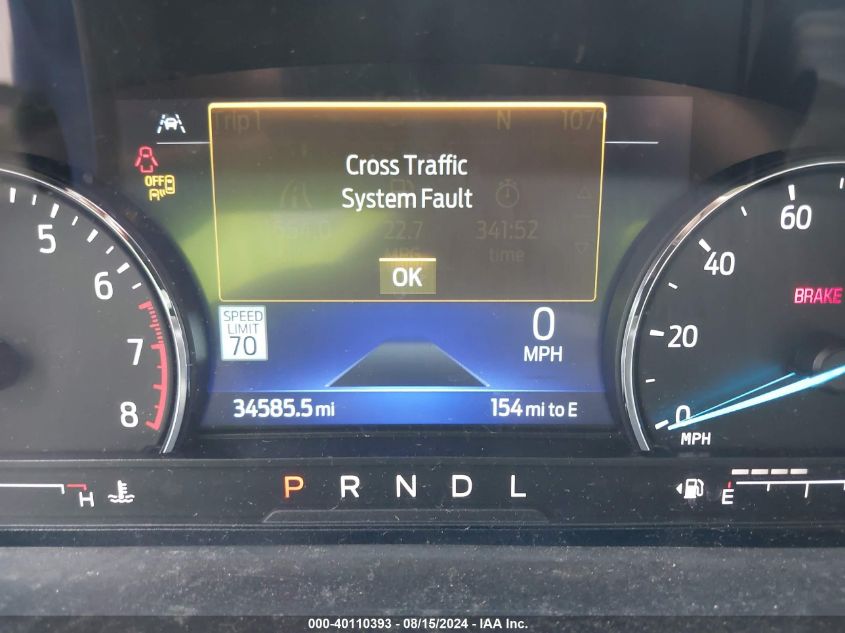 Trip 1
N
107°
Cross Traffic
System Fault
OFF
22.7
341:52
MPG
time
OK
5
6
7
8
SPEED
LIMIT
70
0
MPH
34585.5 mi
154 mi to E
60
40
20
0
MPH
BRAKE
H
P R N D L
E
000-40110393 - 08/15/2024 - IAA Inc.